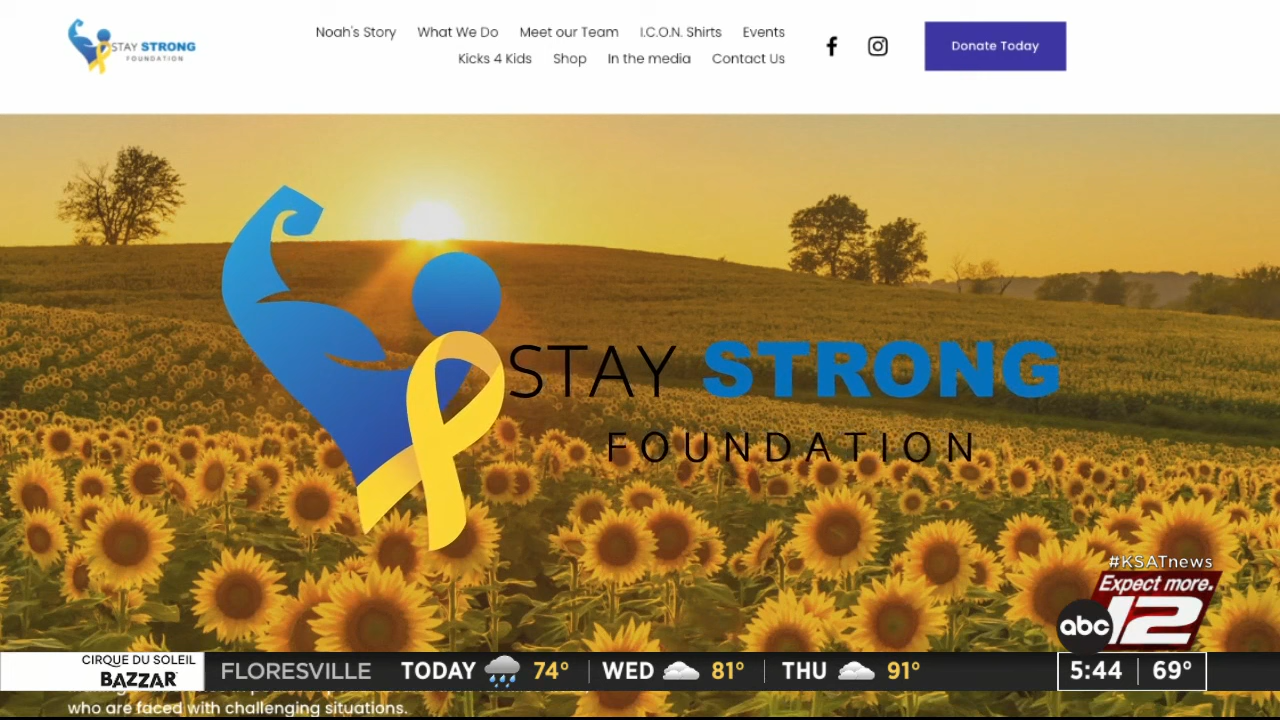 STAY STRONG
FOUNDATION
Noah's Story What We Do Meet our Team I.C.O.N. Shirts Events
Kicks 4 Kids Shop In the media Contact Us
Donate Today
STAY STRONG
FOUNDATION
#KSATnews
Expect more.
abc 12
CIRQUE DU SOLEIL
BAZZAR
FLORESVILLE TODAY 74° WED 81° THU 91° 5:44 69°
who are faced with challenging situations.